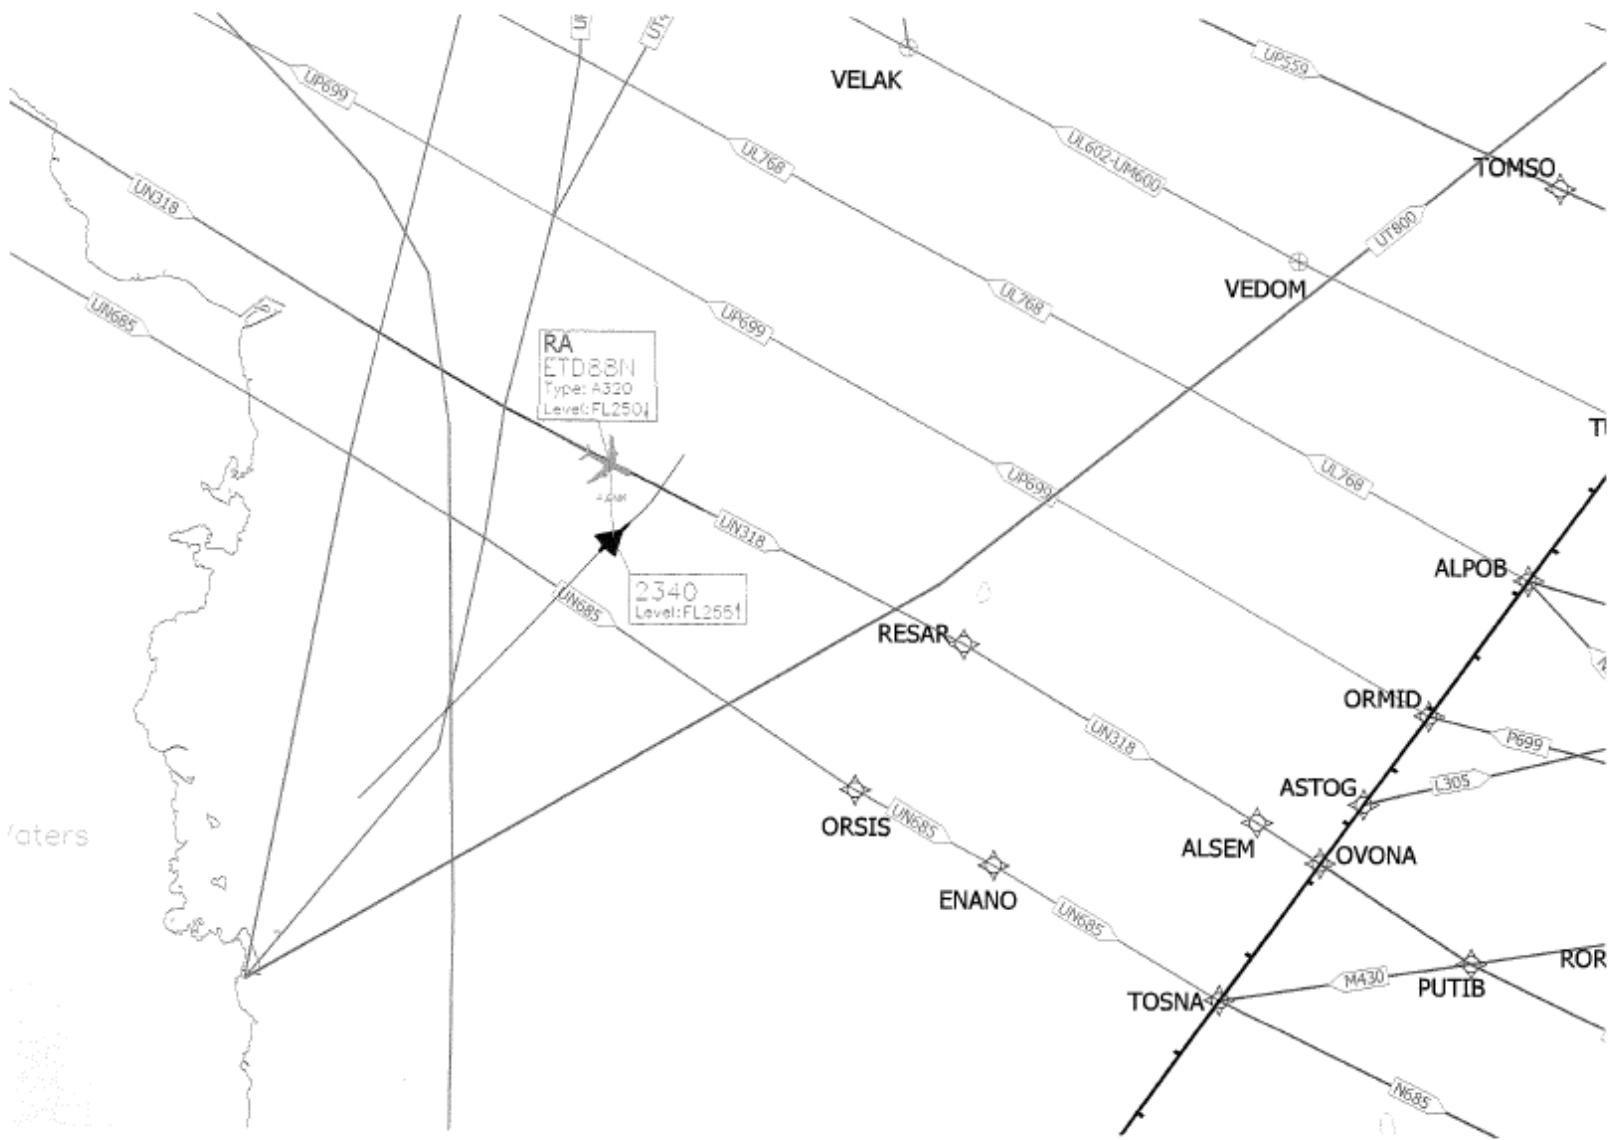 VELAK
UP559
UP699
UL768
UL602-UM600
TOMSO
UN318
UT800
VEDOM
UN685
UP699
UL768
RA
ETD88N
Type: A320
Level:FL250↓
UP699
UL768
UN318
ALPOB
UN685
2340
Level:FL255↑
RESAR
ORMID
UN318
P699
ASTOG
L305
ORSIS
UN685
ALSEM
OVONA
ENANO
UN685
ROR
M430
PUTIB
TOSNA
N685